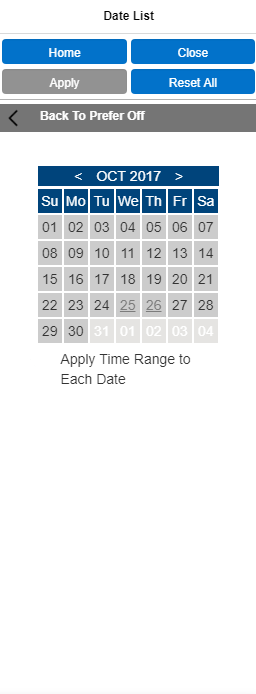 Date List
Home Close
Apply Reset All
Back To Prefer Off
< OCT 2017 >
Su Mo Tu We Th Fr Sa
01 02 03 04 05 06 07
08 09 10 11 12 13 14
15 16 17 18 19 20 21
22 23 24 25 26 27 28
29 30 31 01 02 03 04
Apply Time Range to
Each Date